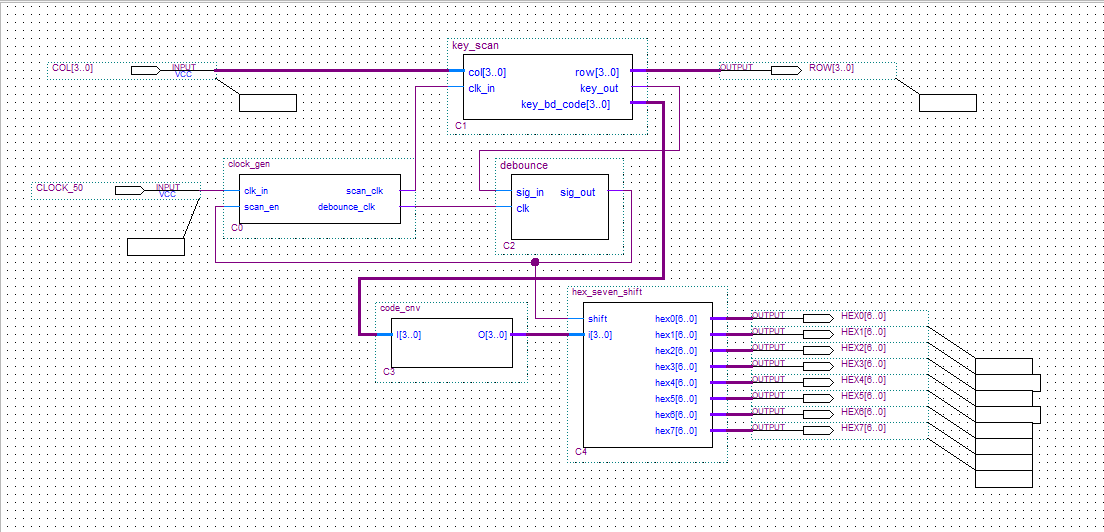 key_scan
COL[3..0] INPUT VCC
col[3..0] row[3..0]
clk_in key_out
key_bd_code[3..0]
C1
OUTPUT ROW[3..0]
clock_gen
CLOCK_50 INPUT VCC
clk_in scan_clk
scan_en debounce_clk
C0
debounce
sig_in sig_out
clk
C2
code_cnv
I[3..0] O[3..0]
C3
hex_seven_shift
shift hex0[6..0]
i[3..0] hex1[6..0]
hex2[6..0]
hex3[6..0]
hex4[6..0]
hex5[6..0]
hex6[6..0]
hex7[6..0]
C4
OUTPUT HEX0[6..0]
OUTPUT HEX1[6..0]
OUTPUT HEX2[6..0]
OUTPUT HEX3[6..0]
OUTPUT HEX4[6..0]
OUTPUT HEX5[6..0]
OUTPUT HEX6[6..0]
OUTPUT HEX7[6..0]